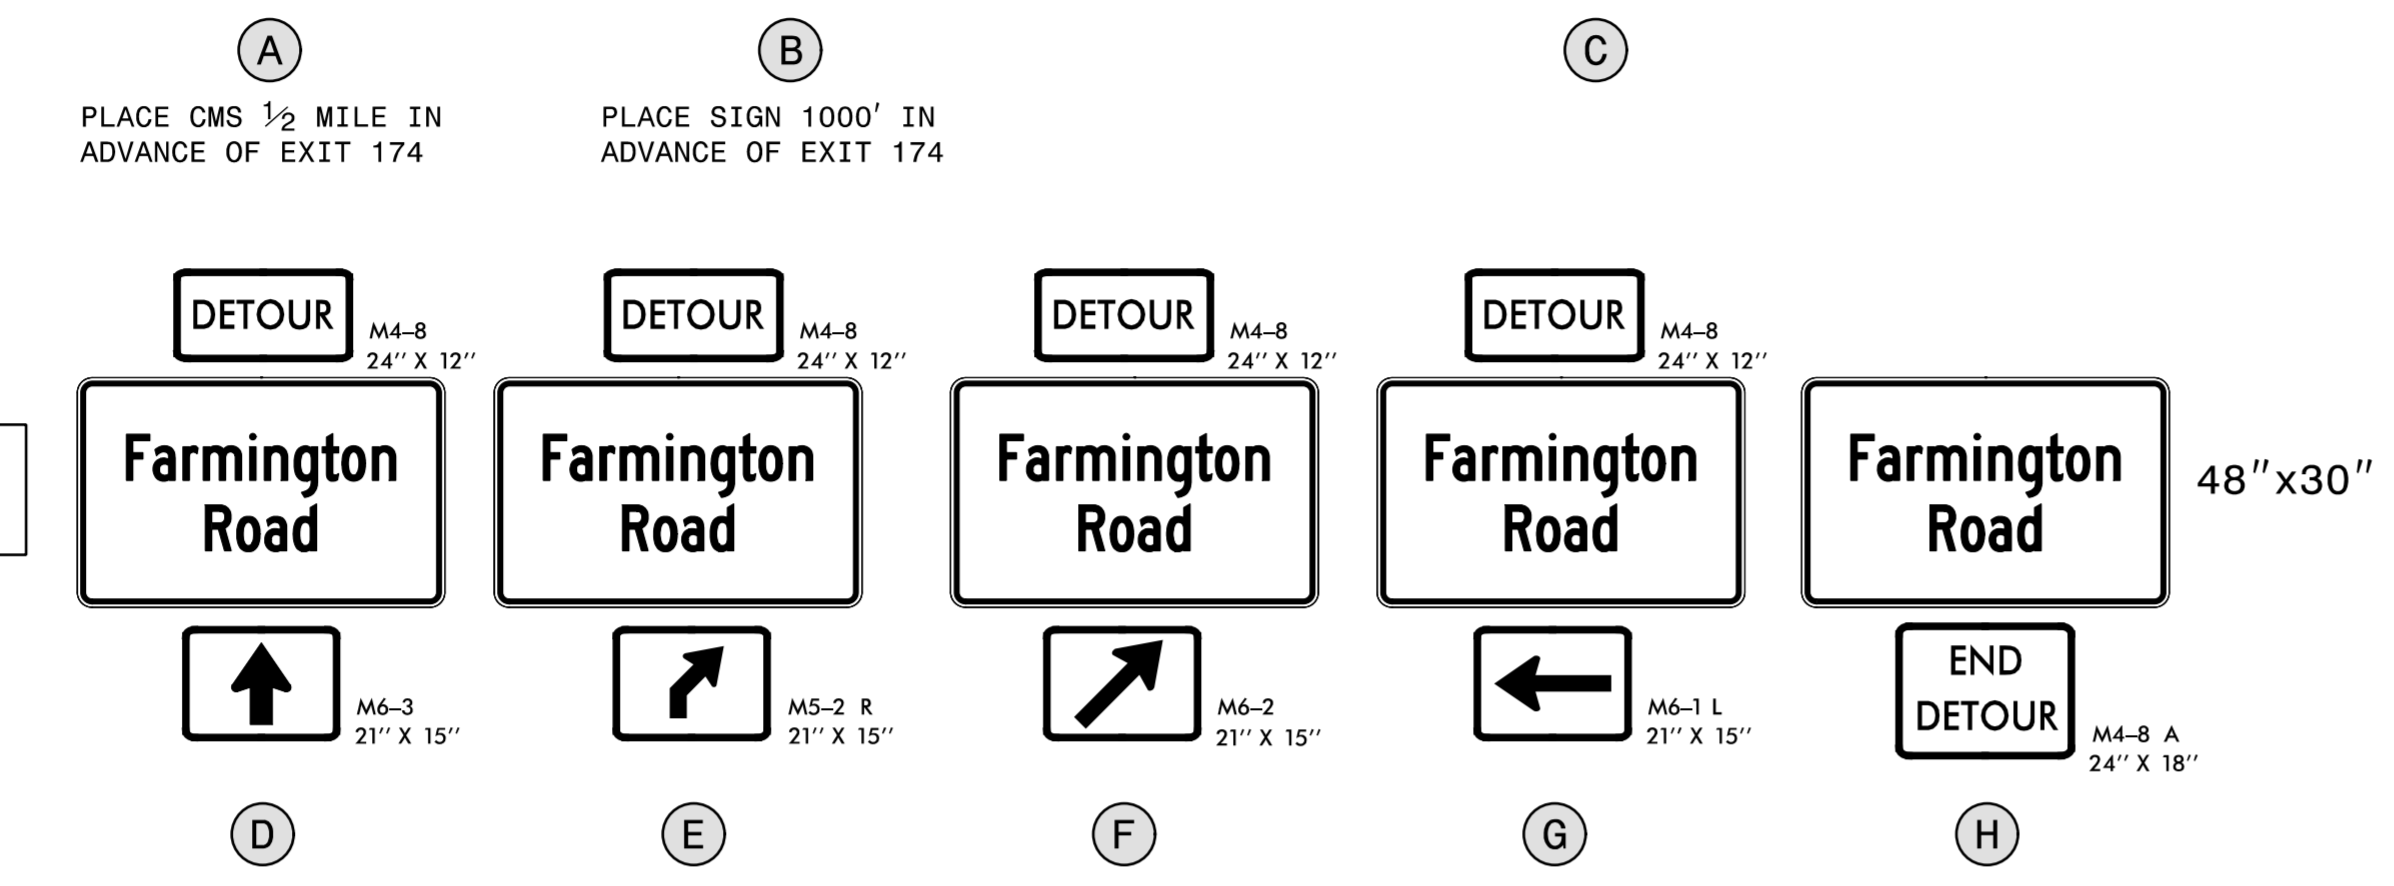 A
B
C
PLACE CMS ½ MILE IN
ADVANCE OF EXIT 174
PLACE SIGN 1000' IN
ADVANCE OF EXIT 174
DETOUR
M4–8
24'' X 12''
Farmington
Road
M6–3
21'' X 15''
D
DETOUR
M4–8
24'' X 12''
Farmington
Road
M5–2 R
21'' X 15''
E
DETOUR
M4–8
24'' X 12''
Farmington
Road
M6–2
21'' X 15''
F
DETOUR
M4–8
24'' X 12''
Farmington
Road
M6–1 L
21'' X 15''
G
Farmington
Road
48"x30"
END
DETOUR
M4–8 A
24'' X 18''
H